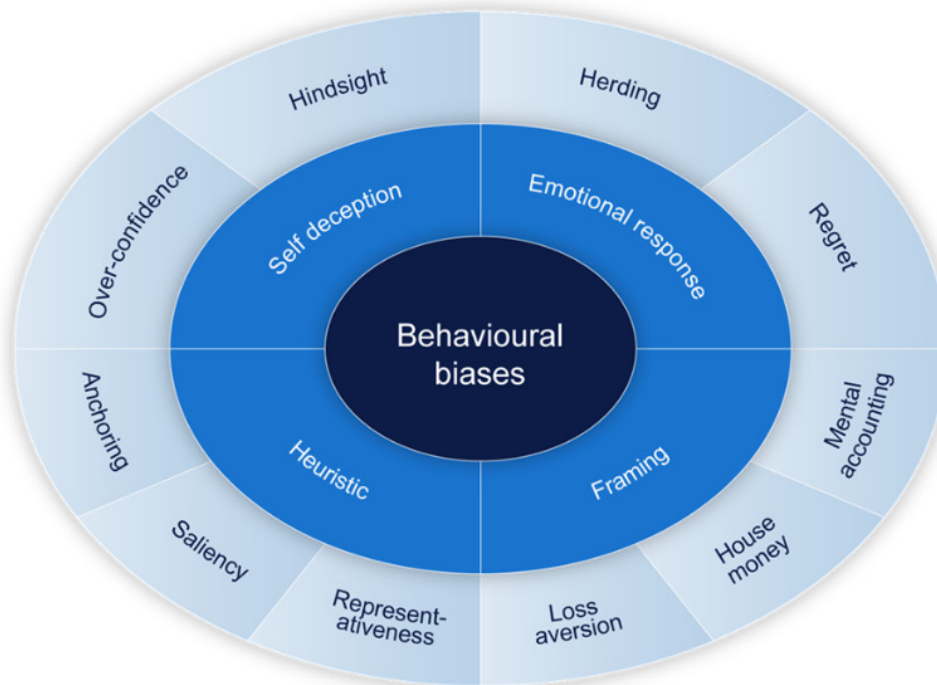 Hindsight
Herding
Over-confidence
Self deception
Emotional response
Regret
Behavioural
biases
Anchoring
Heuristic
Framing
Mental
accounting
Saliency
House
money
Represent-
ativeness
Loss
aversion